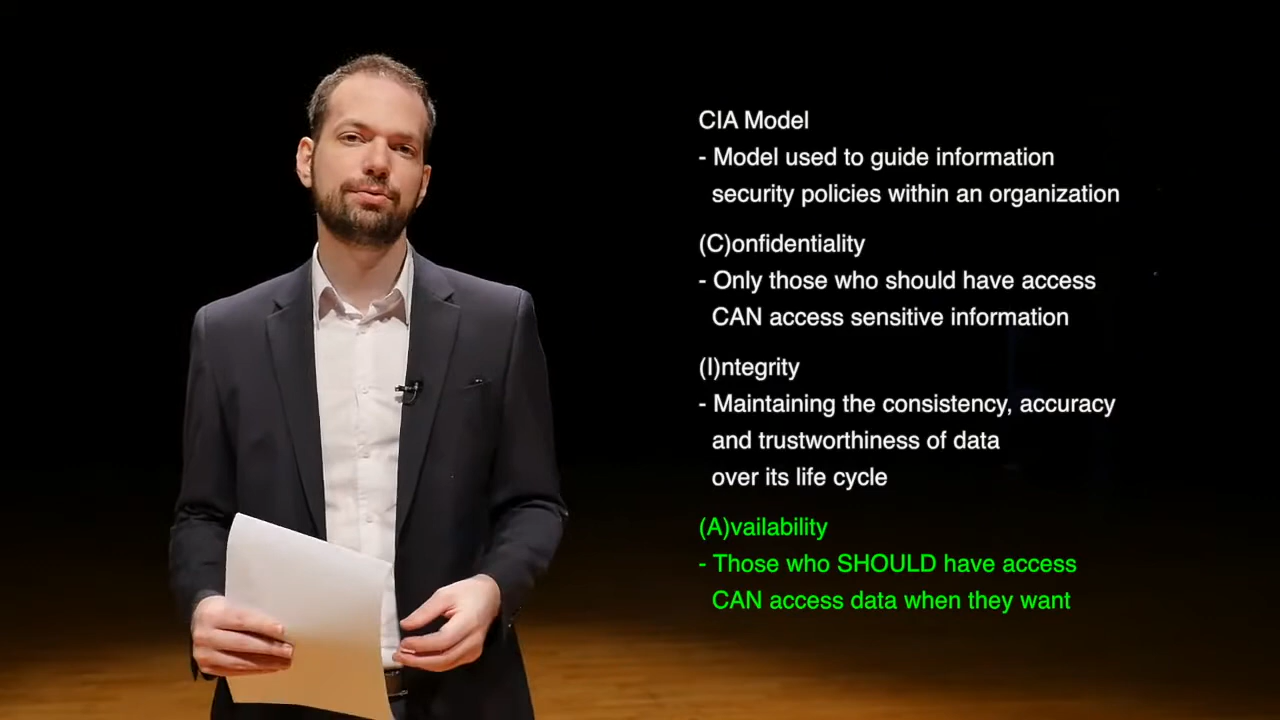 CIA Model
- Model used to guide information
security policies within an organization
(C)onfidentiality
- Only those who should have access
CAN access sensitive information
(I)ntegrity
- Maintaining the consistency, accuracy
and trustworthiness of data
over its life cycle
(A)vailability
- Those who SHOULD have access
CAN access data when they want